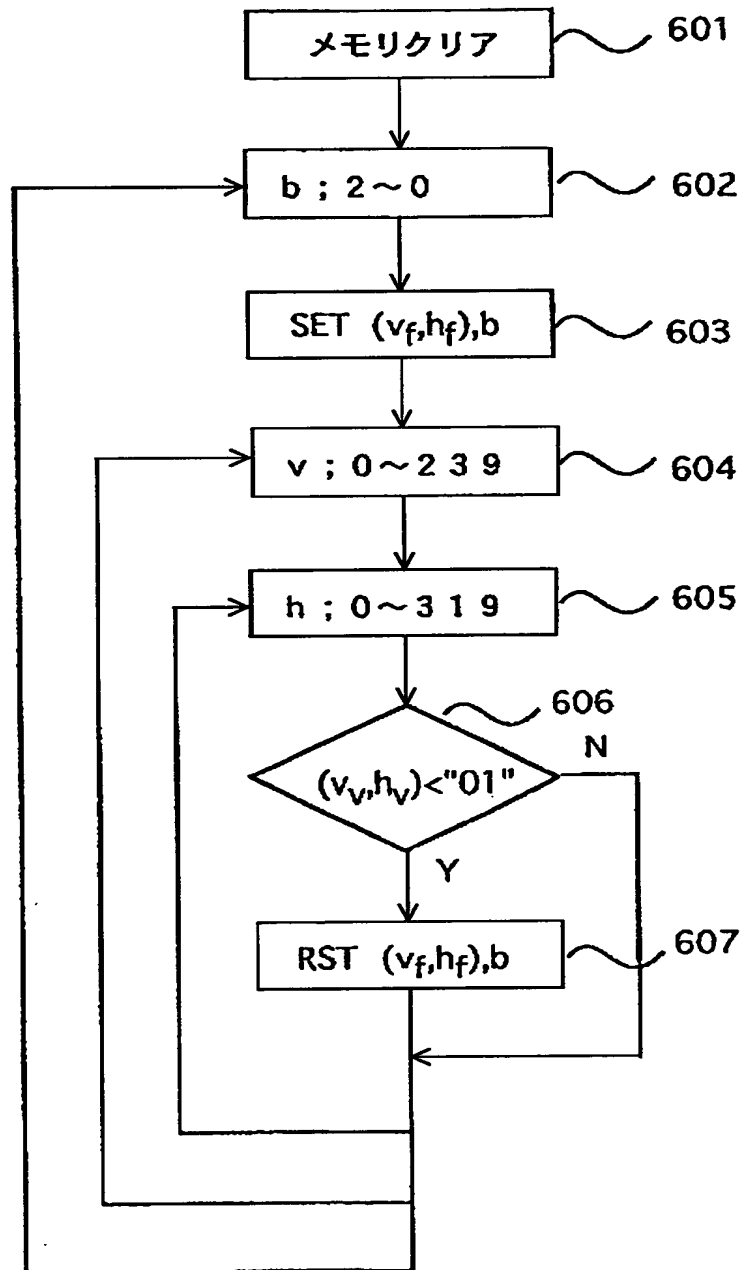 メモリクリア 601
b ; 2～0 602
SET (vf,hf),b 603
v ; 0～239 604
h ; 0～319 605
606
(vv,hv)<"01" N
Y
RST (vf,hf),b 607